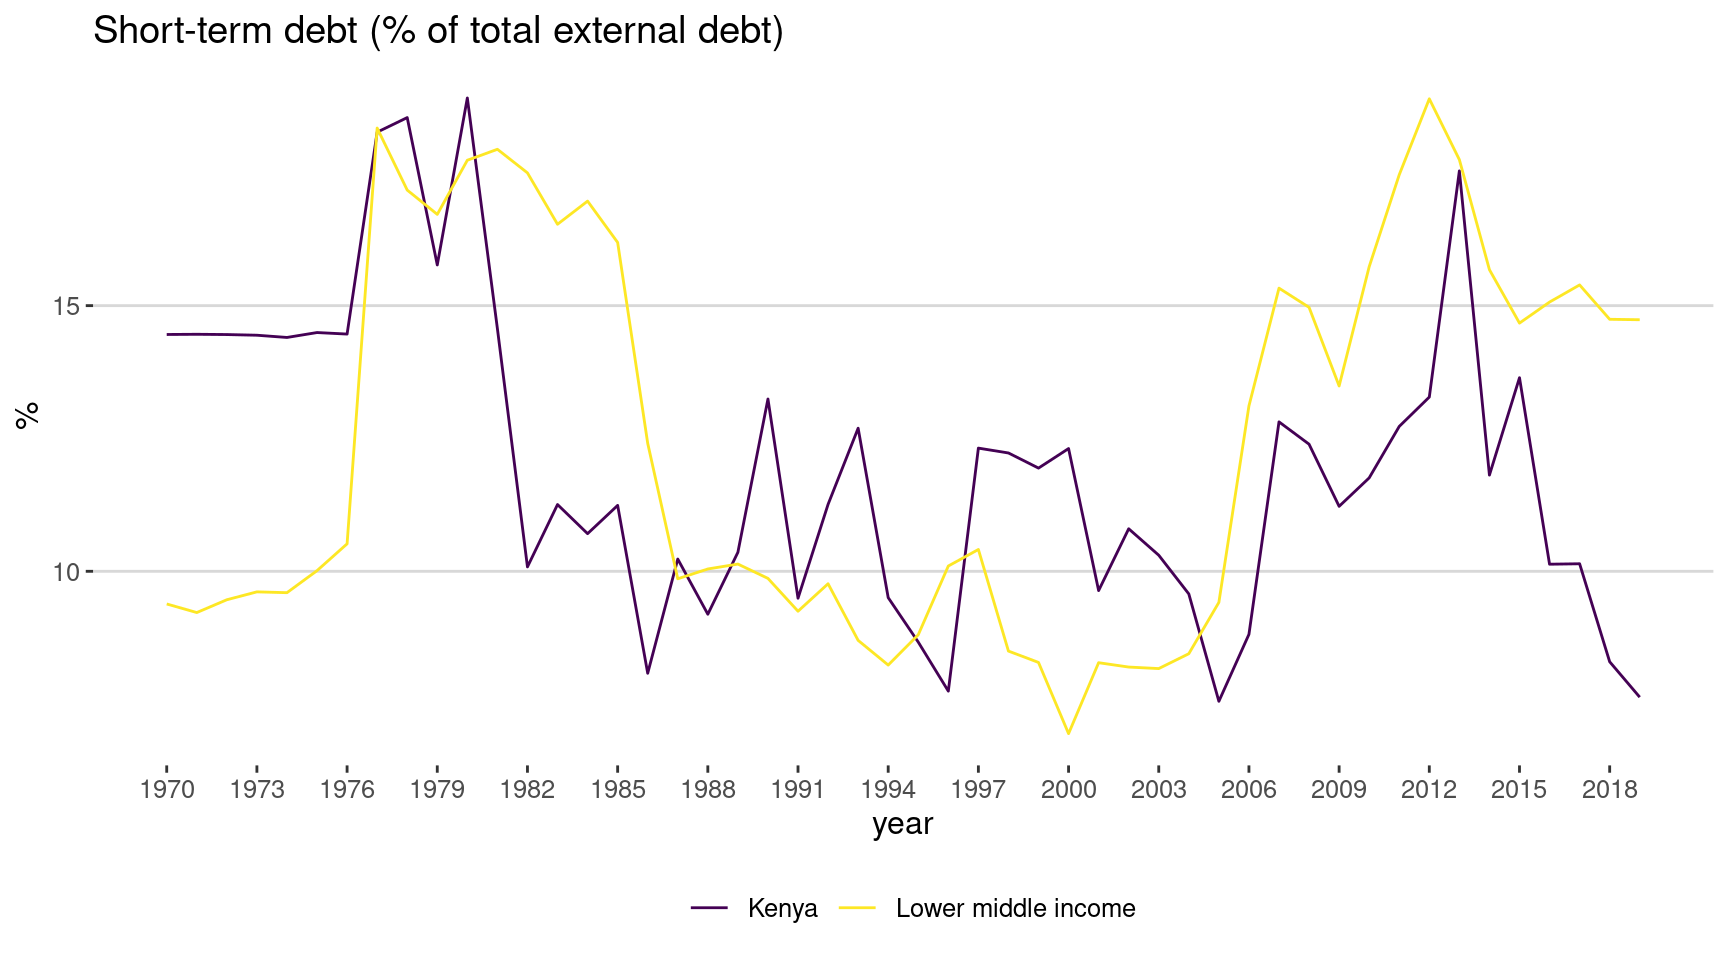 Short-term debt (% of total external debt)
15
10
%
1970 1973 1976 1979 1982 1985 1988 1991 1994 1997 2000 2003 2006 2009 2012 2015 2018
year
Kenya Lower middle income